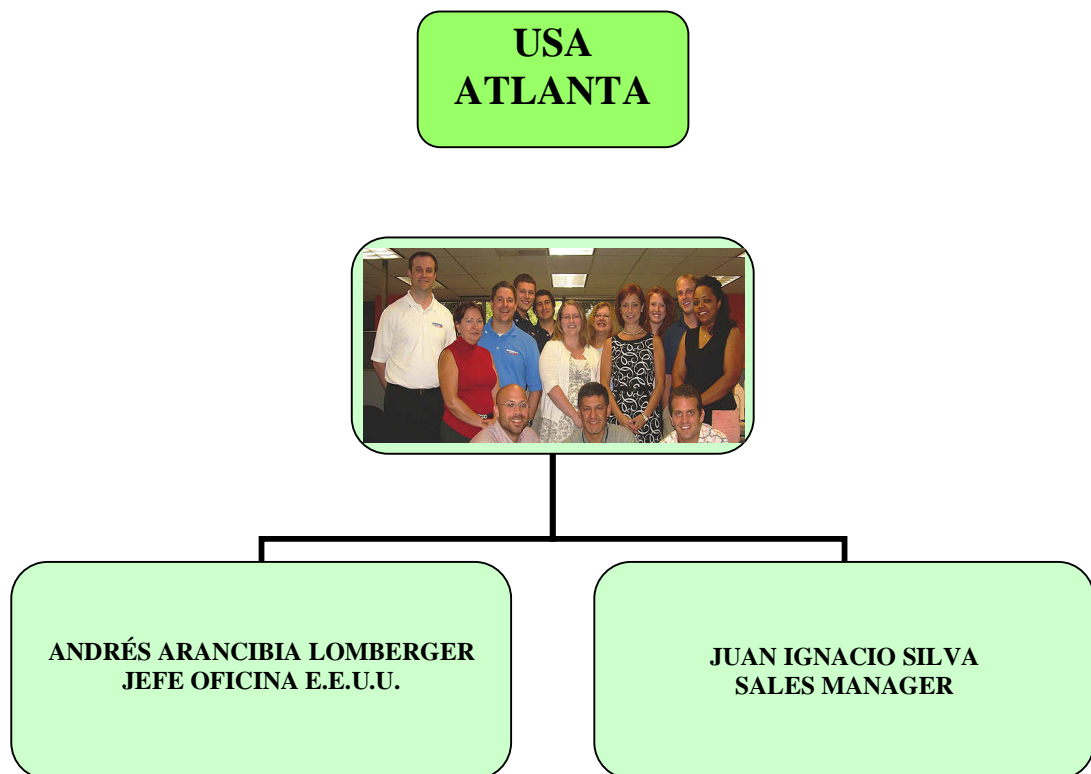 USA
ATLANTA
ANDRÉS ARANCIBIA LOMBERGER
JEFE OFICINA E.E.U.U.
JUAN IGNACIO SILVA
SALES MANAGER